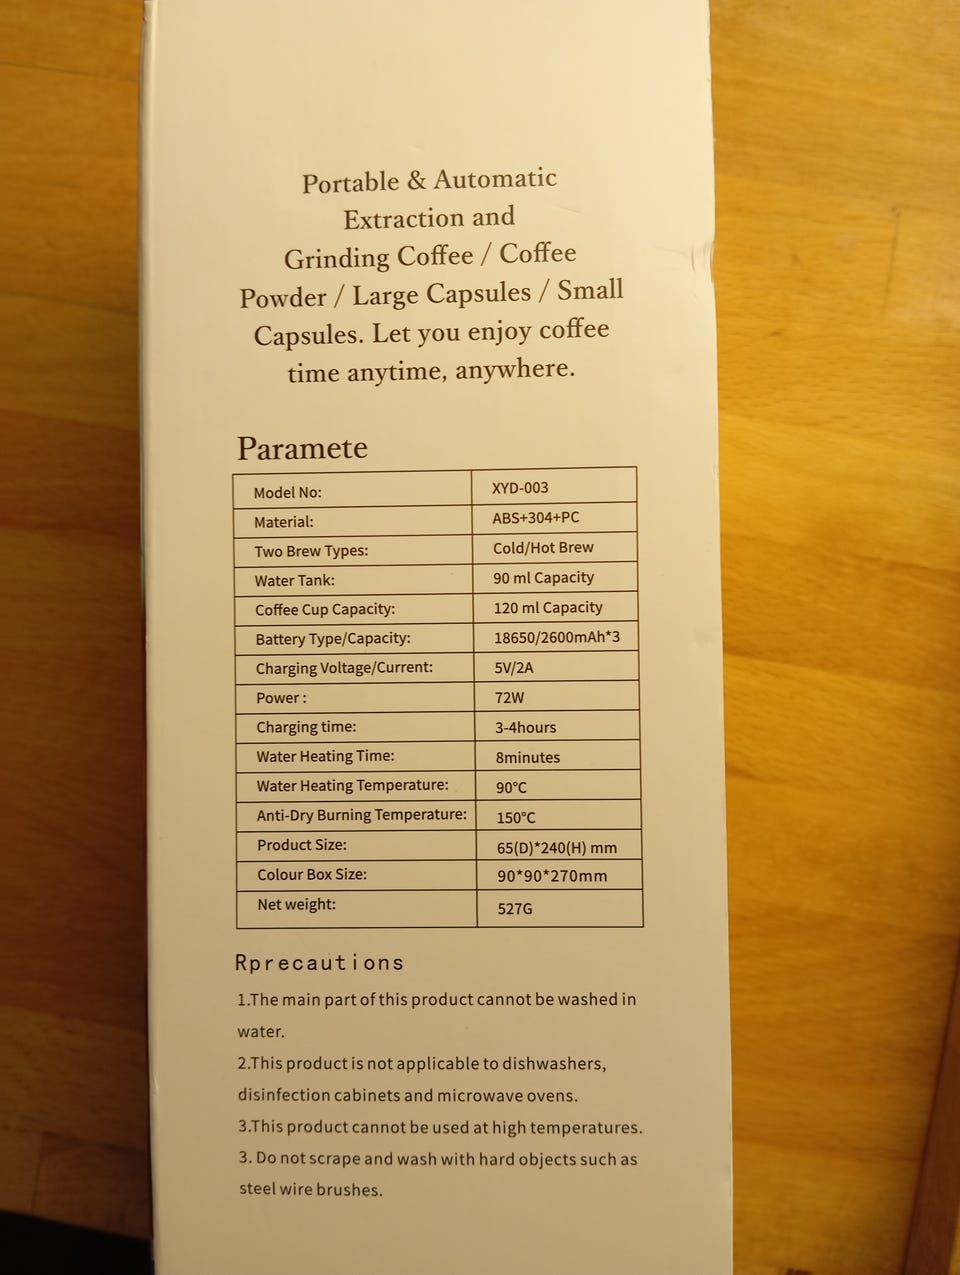 Portable & Automatic
Extraction and
Grinding Coffee / Coffee
Powder / Large Capsules / Small
Capsules. Let you enjoy coffee
time anytime, anywhere.
Paramete
Model No: XYD-003
Material: ABS+304+PC
Two Brew Types: Cold/Hot Brew
Water Tank: 90 ml Capacity
Coffee Cup Capacity: 120 ml Capacity
Battery Type/Capacity: 18650/2600mAh*3
Charging Voltage/Current: 5V/2A
Power : 72W
Charging time: 3-4hours
Water Heating Time: 8minutes
Water Heating Temperature: 90°C
Anti-Dry Burning Temperature: 150°C
Product Size: 65(D)*240(H) mm
Colour Box Size: 90*90*270mm
Net weight: 527G
Rprecautions
1.The main part of this product cannot be washed in
water.
2.This product is not applicable to dishwashers,
disinfection cabinets and microwave ovens.
3.This product cannot be used at high temperatures.
3. Do not scrape and wash with hard objects such as
steel wire brushes.